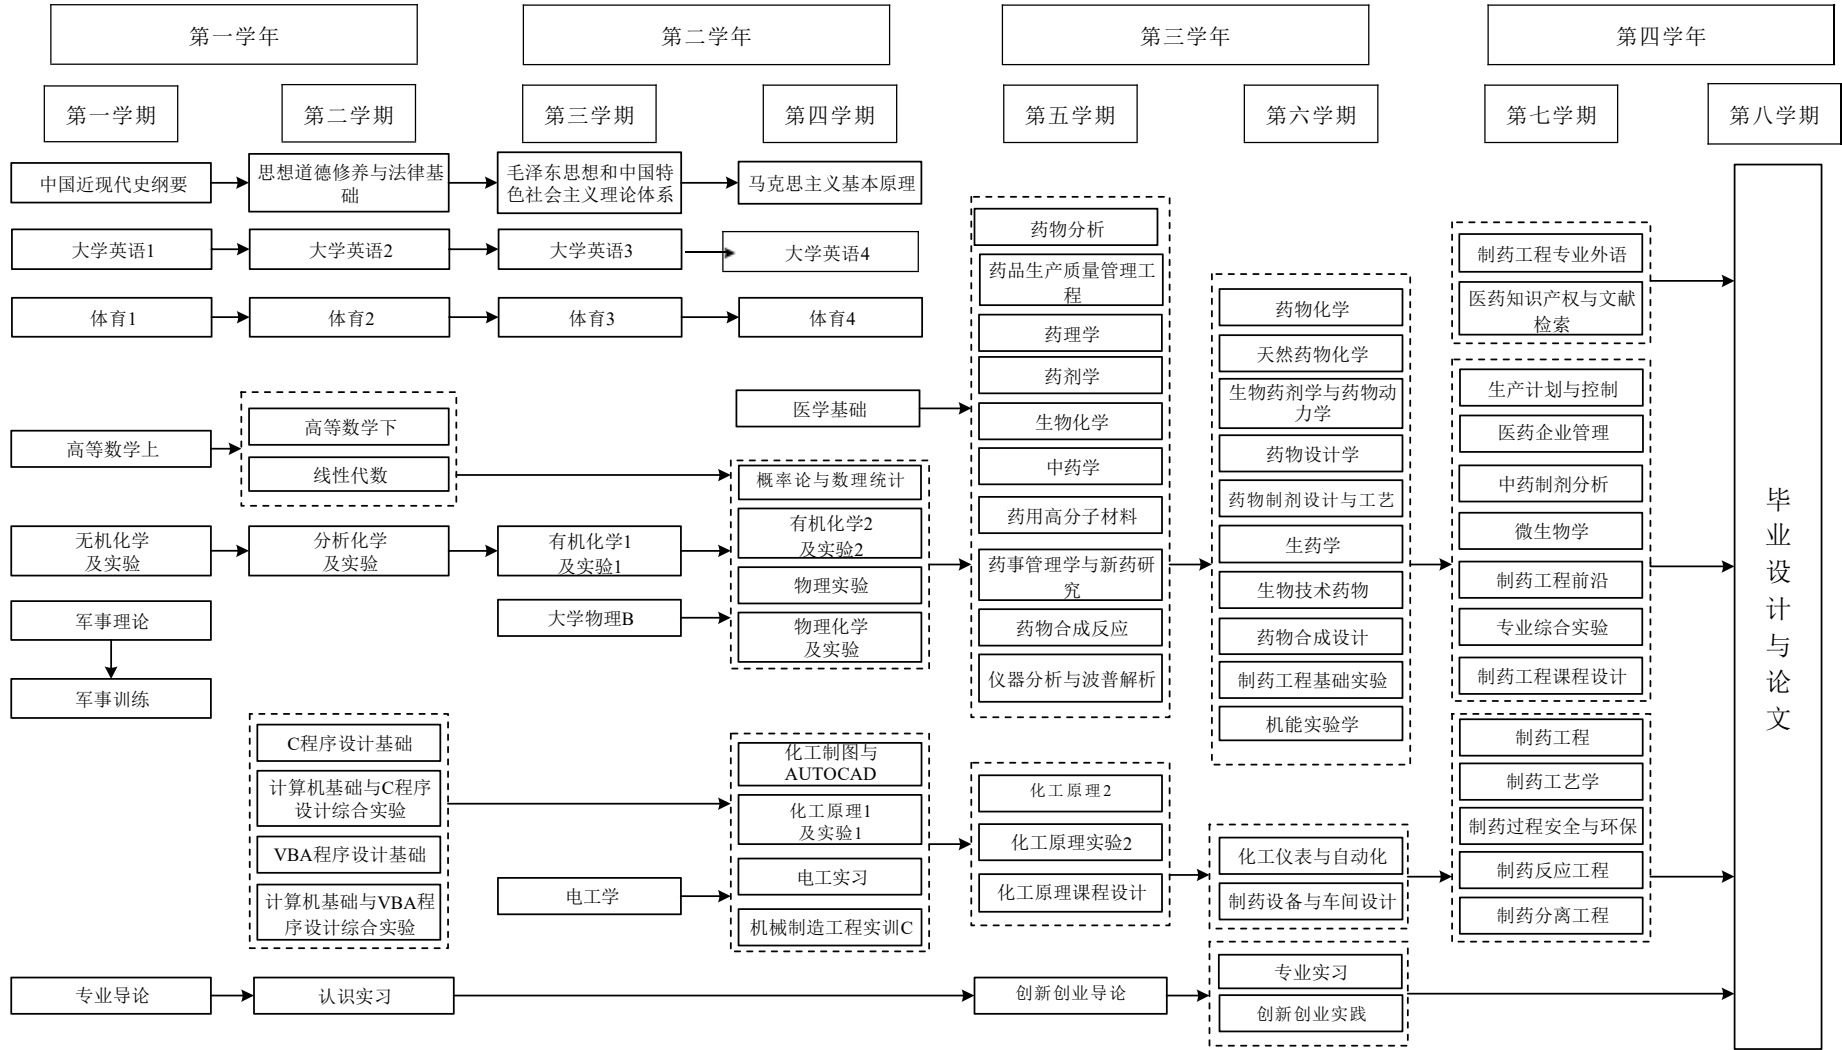 第一学年
第二学年
第三学年
第四学年
第一学期
第二学期
第三学期
第四学期
第五学期
第六学期
第七学期
第八学期
中国近现代史纲要
思想道德修养与法律基
础
毛泽东思想和中国特
色社会主义理论体系
马克思主义基本原理
大学英语1
大学英语2
大学英语3
大学英语4
体育1
体育2
体育3
体育4
高等数学上
高等数学下
线性代数
无机化学
及实验
分析化学
及实验
有机化学1
及实验1
大学物理B
医学基础
概率论与数理统计
有机化学2
及实验2
物理实验
物理化学
及实验
军事理论
军事训练
C程序设计基础
计算机基础与C程序
设计综合实验
VBA程序设计基础
计算机基础与VBA程
序设计综合实验
电工学
化工制图与
AUTOCAD
化工原理1
及实验1
电工实习
机械制造工程实训C
专业导论
认识实习
药物分析
药品生产质量管理工
程
药理学
药剂学
生物化学
中药学
药用高分子材料
药事管理学与新药研
究
药物合成反应
仪器分析与波普解析
化工原理2
化工原理实验2
化工原理课程设计
创新创业导论
药物化学
天然药物化学
生物药剂学与药物动
力学
药物设计学
药物制剂设计与工艺
生药学
生物技术药物
药物合成设计
制药工程基础实验
机能实验学
化工仪表与自动化
制药设备与车间设计
专业实习
创新创业实践
制药工程专业外语
医药知识产权与文献
检索
生产计划与控制
医药企业管理
中药制剂分析
微生物学
制药工程前沿
专业综合实验
制药工程课程设计
制药工程
制药工艺学
制药过程安全与环保
制药反应工程
制药分离工程
毕业设计与论文